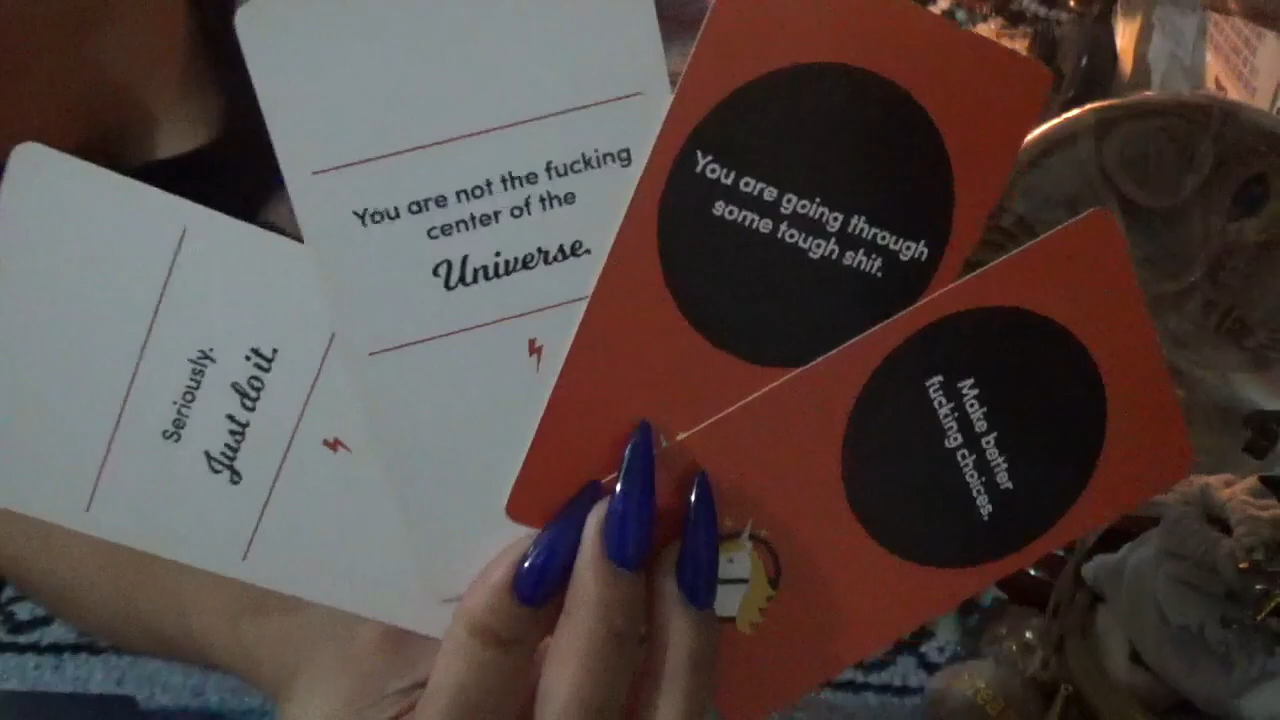 Seriously.
Just do it.
You are not the fucking
center of the
Universe.
You are going through
some tough shit.
Make better
fucking choices.